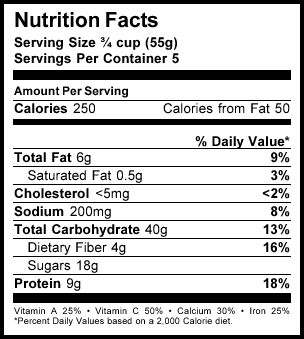 Nutrition Facts
Serving Size ¾ cup (55g)
Servings Per Container 5
Amount Per Serving
Calories 250 Calories from Fat 50
% Daily Value*
Total Fat 6g 9%
Saturated Fat 0.5g 3%
Cholesterol <5mg <2%
Sodium 200mg 8%
Total Carbohydrate 40g 13%
Dietary Fiber 4g 16%
Sugars 18g
Protein 9g 18%
Vitamin A 25% • Vitamin C 50% • Calcium 30% • Iron 25%
*Percent Daily Values based on a 2,000 Calorie diet.